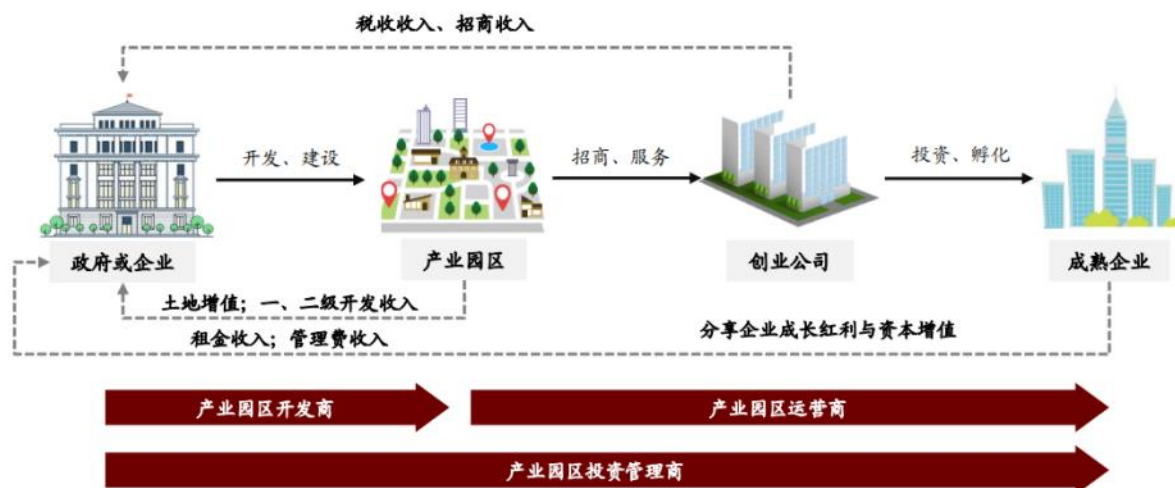 税收收入、招商收入
开发、建设
招商、服务
投资、孵化
政府或企业
产业园区
创业公司
成熟企业
土地增值；一、二级开发收入
租金收入；管理费收入
分享企业成长红利与资本增值
产业园区开发商
产业园区运营商
产业园区投资管理商